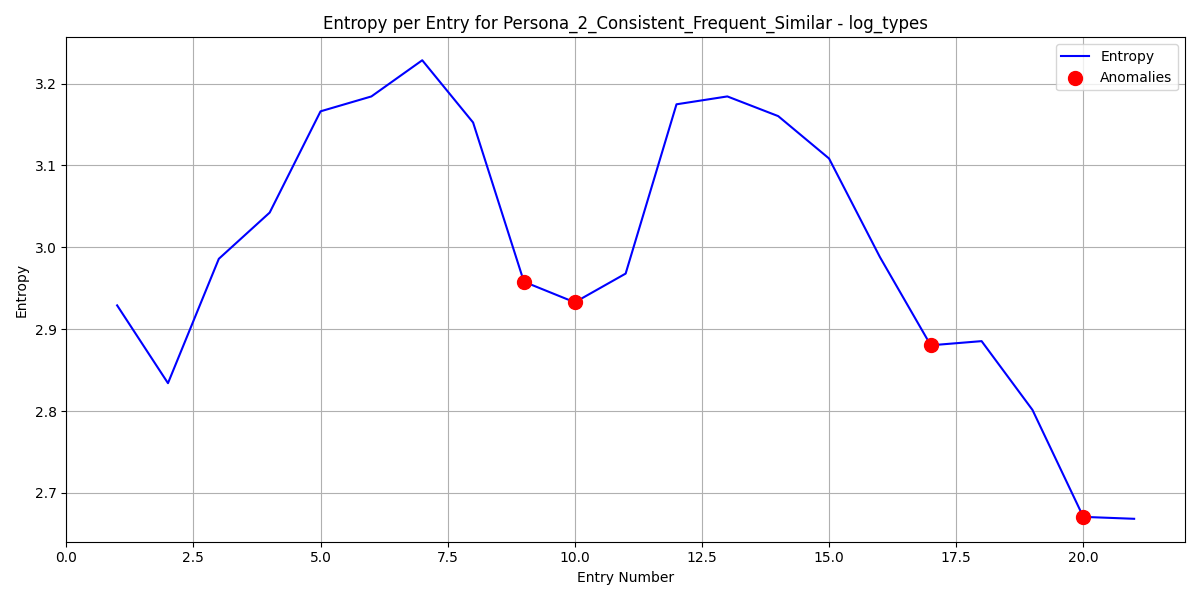 Entropy per Entry for Persona_2_Consistent_Frequent_Similar - log_types
Entropy
Anomalies
3.2
3.1
3.0
2.9
2.8
2.7
Entropy
0.0 2.5 5.0 7.5 10.0 12.5 15.0 17.5 20.0
Entry Number